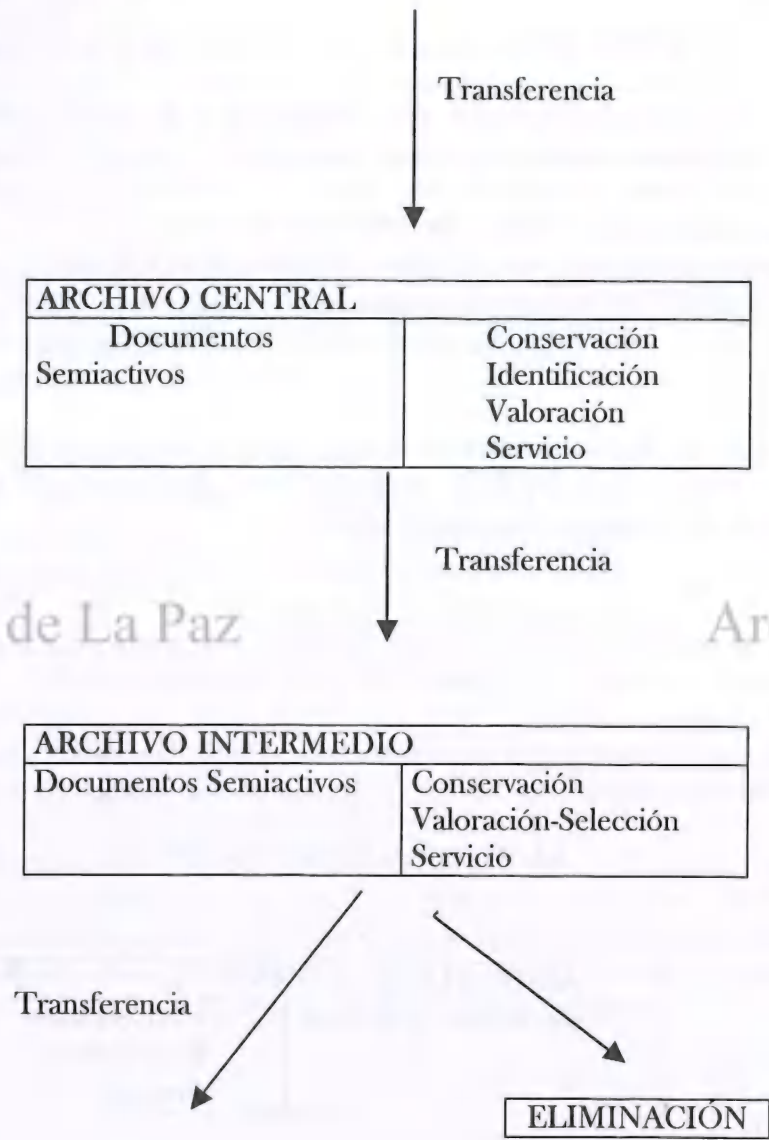 Transferencia
ARCHIVO CENTRAL
Documentos
Semiactivos
Conservación
Identificación
Valoración
Servicio
Transferencia
de La Paz
Ar
ARCHIVO INTERMEDIO
Documentos Semiactivos
Conservación
Valoración-Selección
Servicio
Transferencia
ELIMINACIÓN